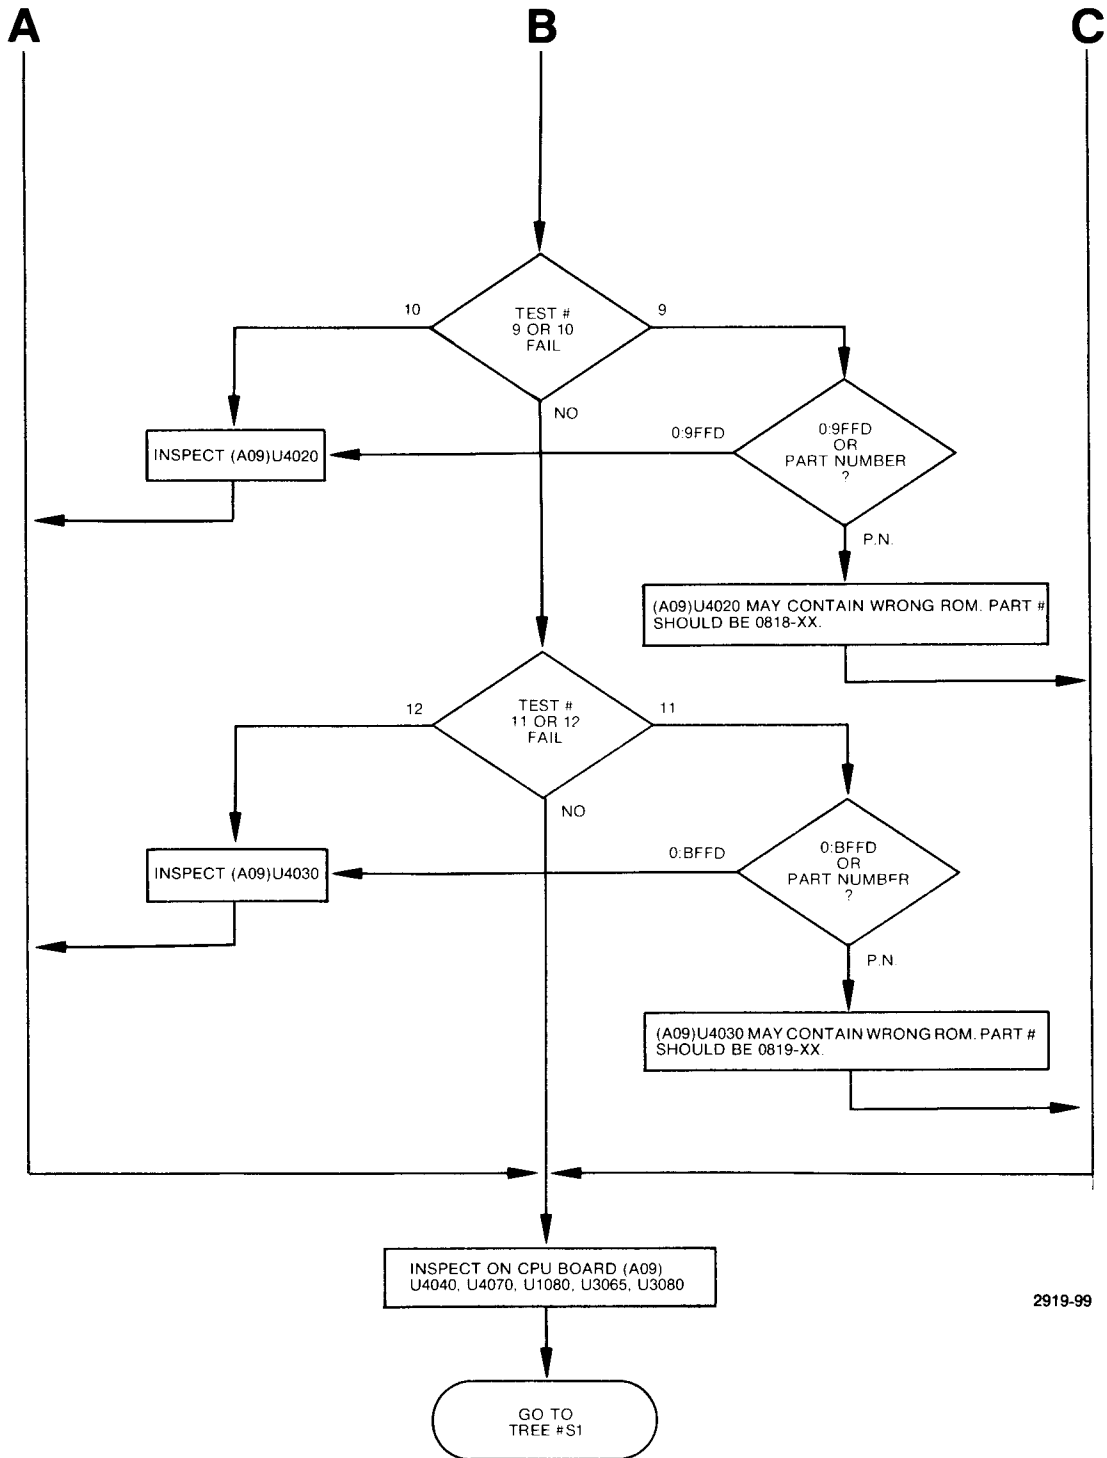 A B C
10 9
TEST #
9 OR 10
FAIL
NO
0:9FFD
0:9FFD
OR
PART NUMBER
?
INSPECT (A09)U4020
P.N.
(A09)U4020 MAY CONTAIN WRONG ROM. PART #
SHOULD BE 0818-XX.
12 11
TEST #
11 OR 12
FAIL
NO
0:BFFD
0:BFFD
OR
PART NUMBER
?
INSPECT (A09)U4030
P.N.
(A09)U4030 MAY CONTAIN WRONG ROM. PART #
SHOULD BE 0819-XX.
INSPECT ON CPU BOARD (A09)
U4040, U4070, U1080, U3065, U3080
2919-99
GO TO
TREE #S1